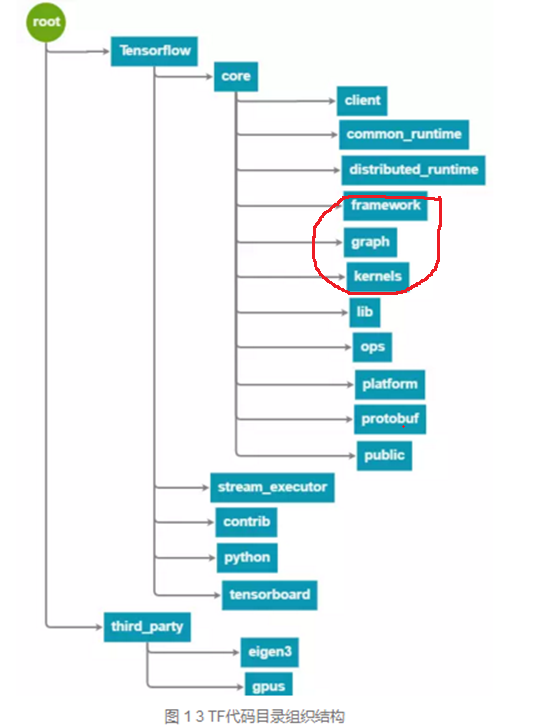 root
Tensorflow
core
client
common_runtime
distributed_runtime
framework
graph
kernels
lib
ops
platform
protobuf
public
stream_executor
contrib
python
tensorboard
third_party
eigen3
gpus
图 1 3 TF代码目录组织结构